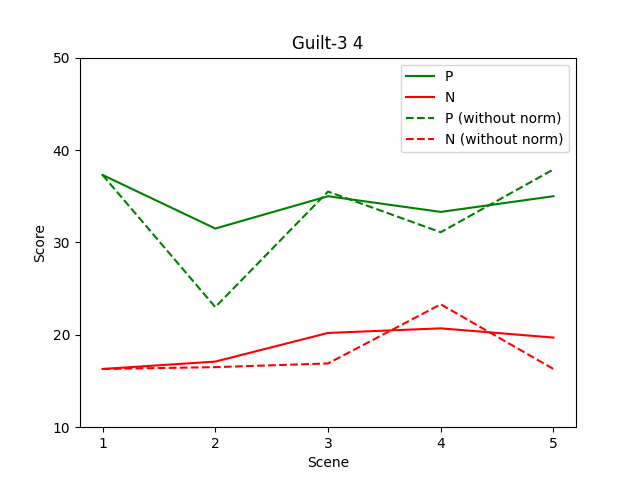 Guilt-3 4
50
40
30
20
10
Score
P
N
P (without norm)
N (without norm)
1 2 3 4 5
Scene